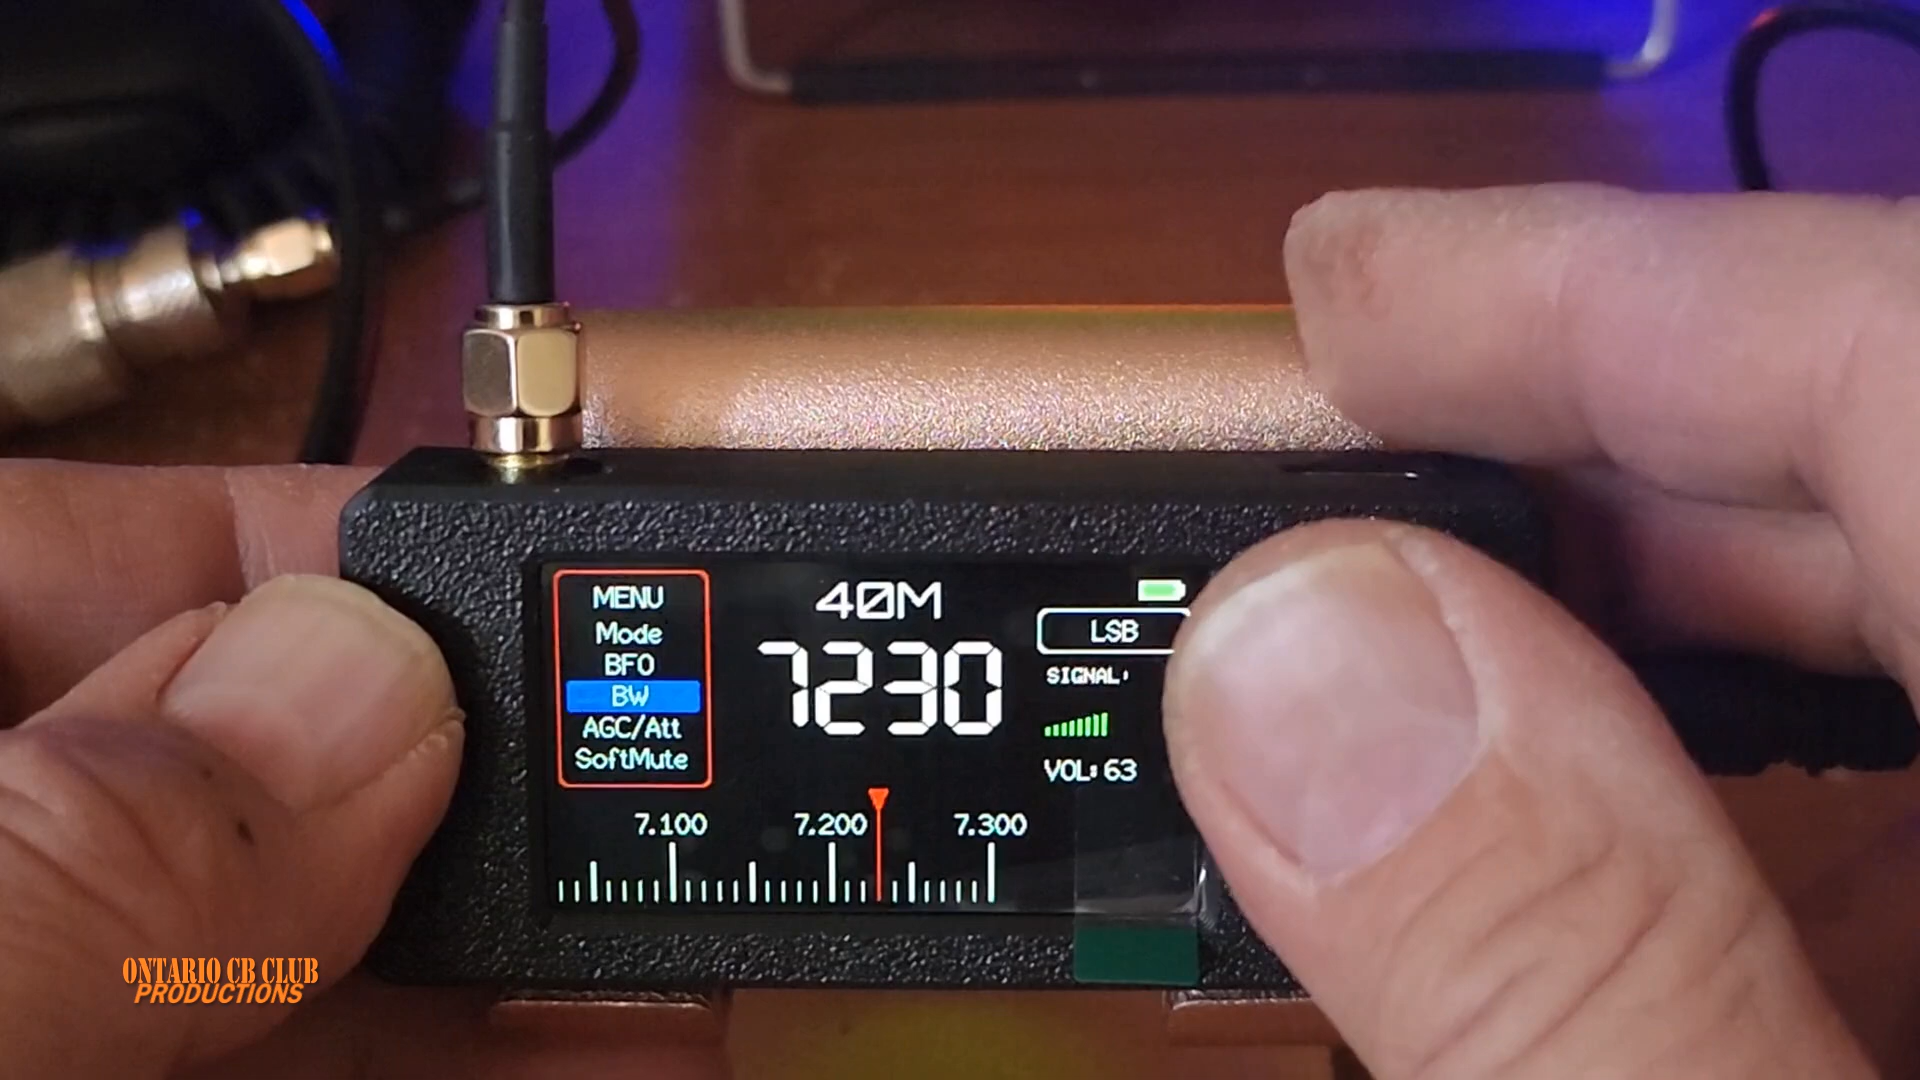 MENU
Mode
BFO
BW
AGC/Att
SoftMute
40M
7230
LSB
SIGNAL:
VOL: 63
7.100 7.200 7.300
ONTARIO CB CLUB
PRODUCTIONS